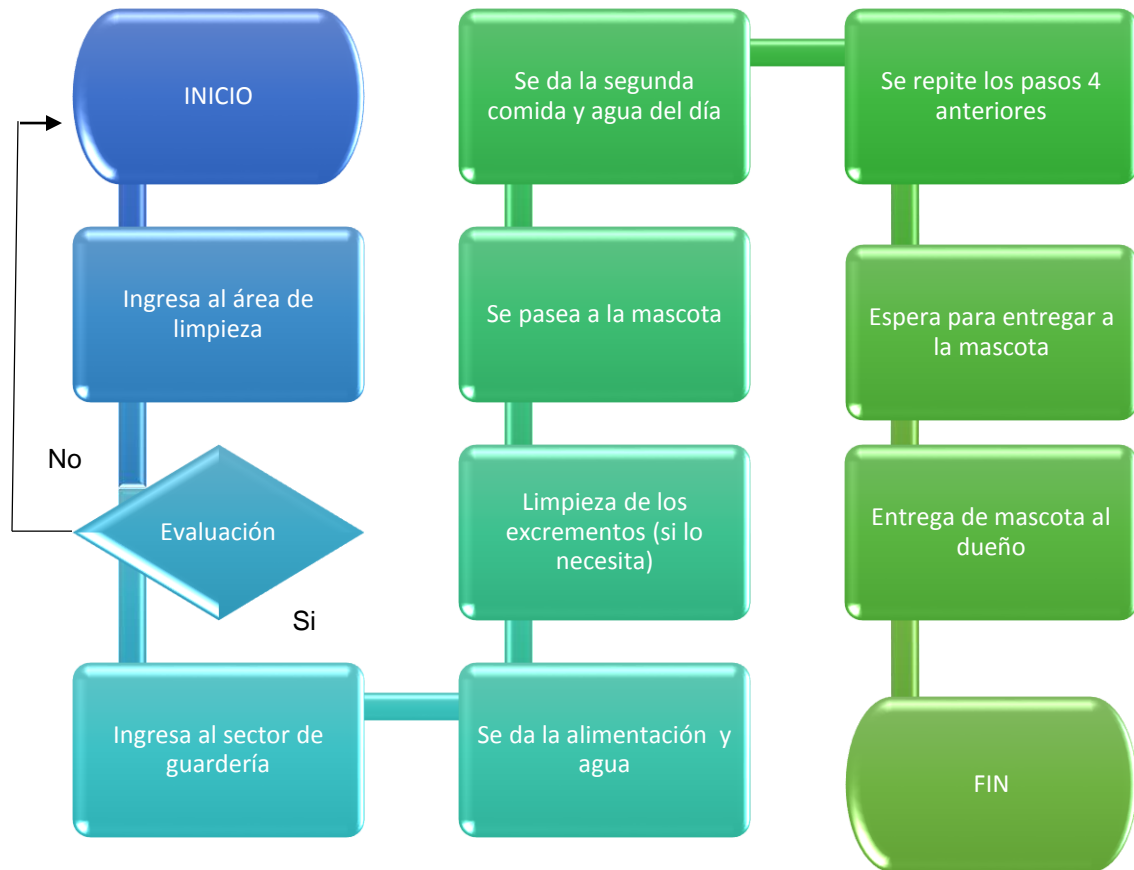 INICIO
Ingresa al área de
limpieza
No
Evaluación
Si
Ingresa al sector de
guardería
Se da la alimentación y
agua
Limpieza de los
excrementos (si lo
necesita)
Se pasea a la mascota
Se da la segunda
comida y agua del día
Se repite los pasos 4
anteriores
Espera para entregar a
la mascota
Entrega de mascota al
dueño
FIN